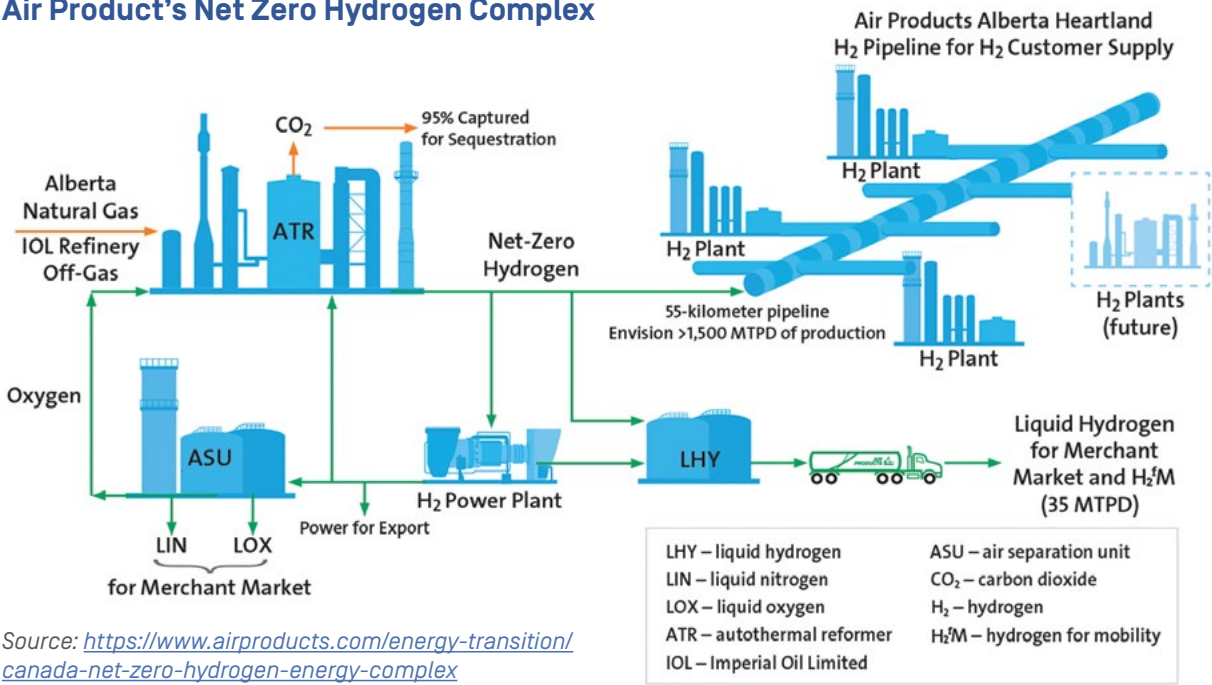 Air Product's Net Zero Hydrogen Complex
Air Products Alberta Heartland
H₂ Pipeline for H₂ Customer Supply
CO₂
95% Captured
for Sequestration
Alberta
Natural Gas
IOL Refinery
Off-Gas
ATR
Net-Zero
Hydrogen
H₂ Plant
H₂ Plant
55-kilometer pipeline
Envision >1,500 MTPD of production
H₂ Plant
H₂ Plants
(future)
Oxygen
ASU
H₂ Power Plant
LHY
AIR PRODUCTS
Liquid Hydrogen
for Merchant
Market and H₂fM
(35 MTPD)
Power for Export
LIN
LOX
for Merchant Market
LHY – liquid hydrogen
LIN – liquid nitrogen
LOX – liquid oxygen
ATR – autothermal reformer
IOL – Imperial Oil Limited
ASU – air separation unit
CO₂ – carbon dioxide
H₂ – hydrogen
H₂fM – hydrogen for mobility
Source: https://www.airproducts.com/energy-transition/
canada-net-zero-hydrogen-energy-complex